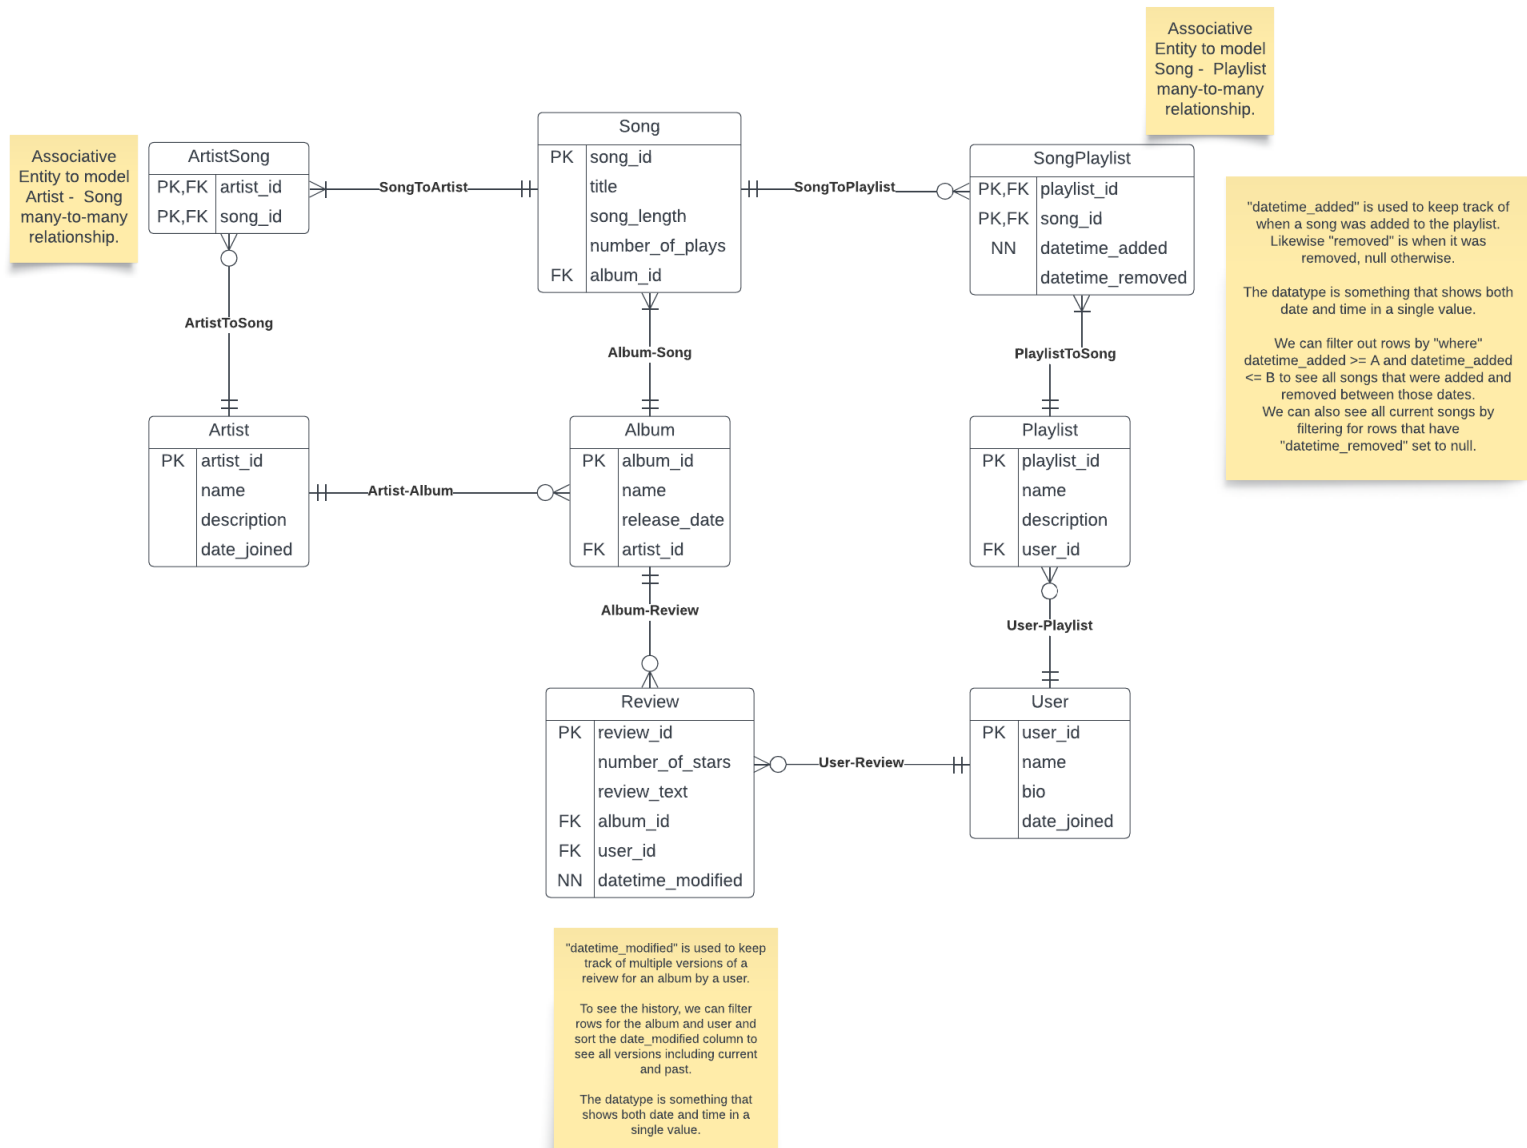 Associative
Entity to model
Song -  Playlist
many-to-many
relationship.
Associative
Entity to model
Artist -  Song
many-to-many
relationship.
ArtistSong
PK,FK artist_id
PK,FK song_id
SongToArtist
Song
PK song_id
title
song_length
number_of_plays
FK album_id
SongToPlaylist
SongPlaylist
PK,FK playlist_id
PK,FK song_id
NN datetime_added
datetime_removed
"datetime_added" is used to keep track of
when a song was added to the playlist.
Likewise "removed" is when it was
removed, null otherwise.
The datatype is something that shows both
date and time in a single value.
We can filter out rows by "where"
datetime_added >= A and datetime_added
<= B to see all songs that were added and
removed between those dates.
We can also see all current songs by
filtering for rows that have
"datetime_removed" set to null.
ArtistToSong
Album-Song
PlaylistToSong
Artist
PK artist_id
name
description
date_joined
Artist-Album
Album
PK album_id
name
release_date
FK artist_id
Playlist
PK playlist_id
name
description
FK user_id
Album-Review
User-Playlist
Review
PK review_id
number_of_stars
review_text
FK album_id
FK user_id
NN datetime_modified
User-Review
User
PK user_id
name
bio
date_joined
"datetime_modified" is used to keep
track of multiple versions of a
reivew for an album by a user.
To see the history, we can filter
rows for the album and user and
sort the date_modified column to
see all versions including current
and past.
The datatype is something that
shows both date and time in a
single value.